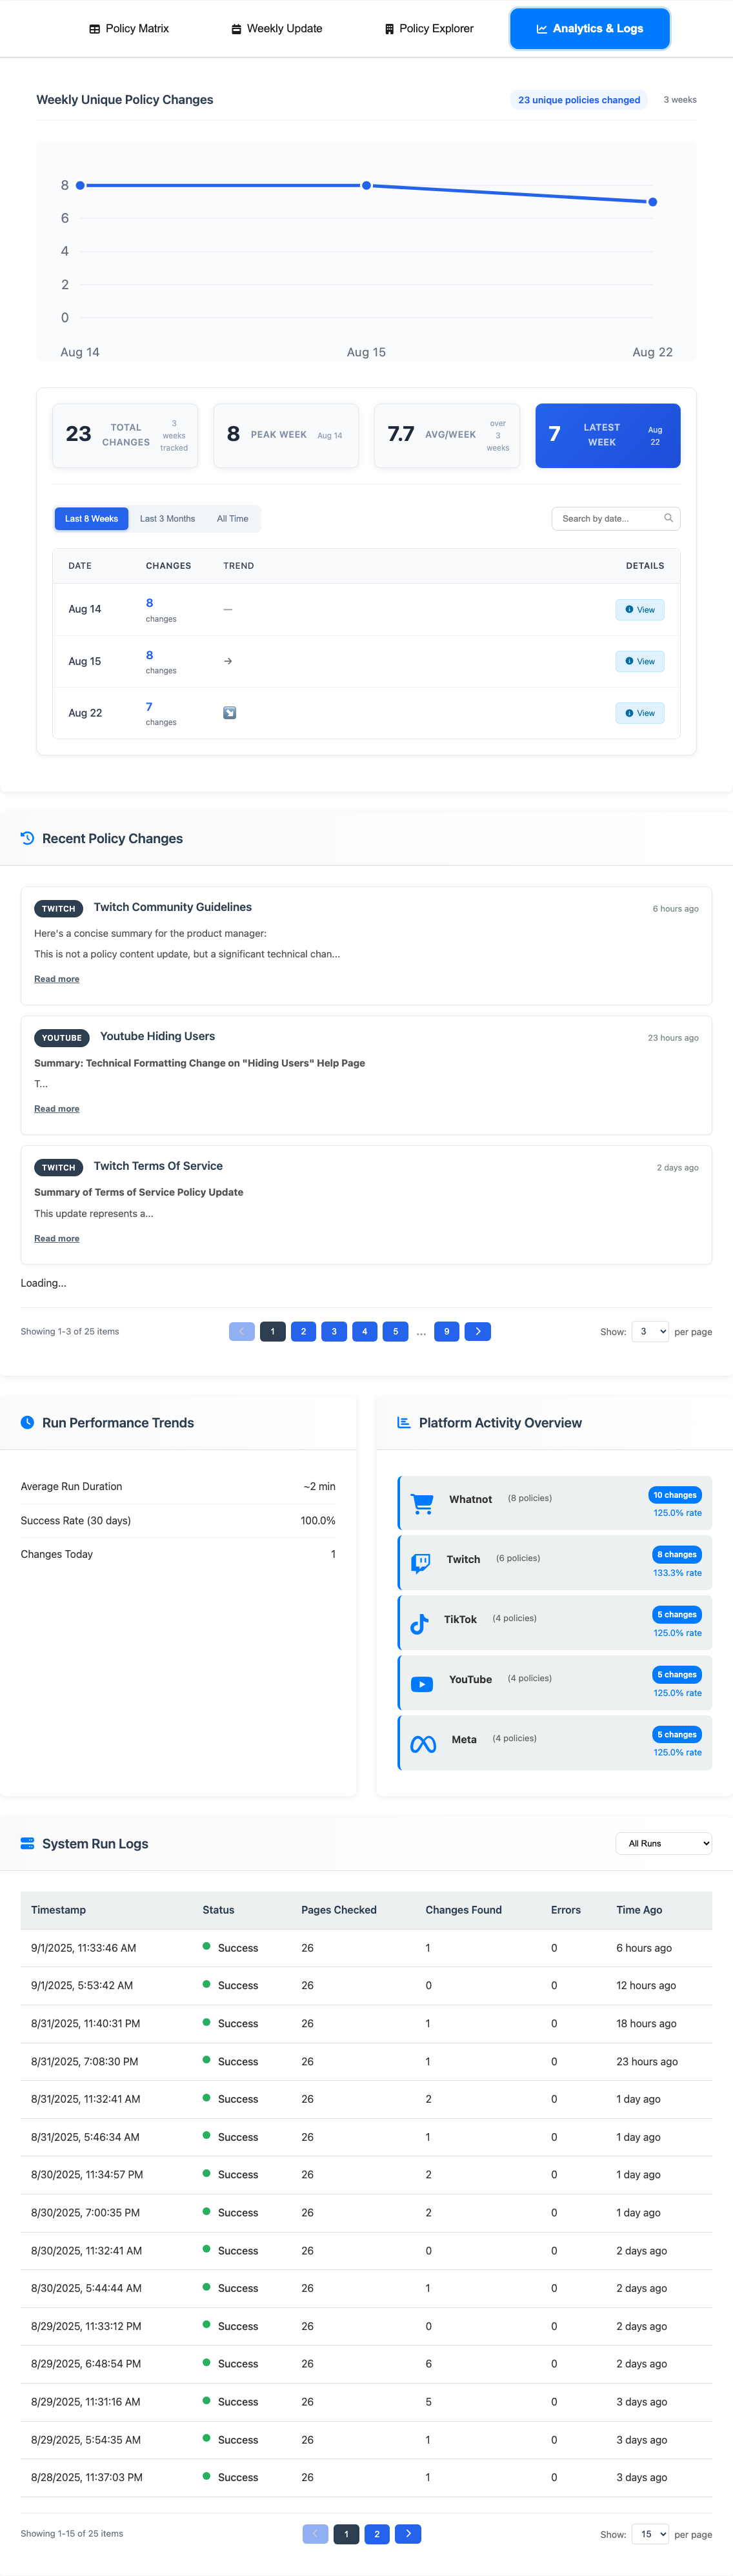 Policy Matrix
Weekly Update
Policy Explorer
Analytics & Logs
Weekly Unique Policy Changes
23 unique policies changed
3 weeks
8
6
4
2
0
Aug 14
Aug 15
Aug 22
23
TOTAL
CHANGES
3
weeks
tracked
8
PEAK WEEK
Aug 14
7.7
AVG/WEEK
over
3
weeks
7
LATEST
WEEK
Aug
22
Last 8 Weeks
Last 3 Months
All Time
Search by date...
DATE CHANGES TREND DETAILS
Aug 14
8
changes
—
View
Aug 15
8
changes
→
View
Aug 22
7
changes
↘
View
Recent Policy Changes
TWITCH Twitch Community Guidelines 6 hours ago
Here's a concise summary for the product manager:
This is not a policy content update, but a significant technical chan...
Read more
YOUTUBE Youtube Hiding Users 23 hours ago
Summary: Technical Formatting Change on "Hiding Users" Help Page
T...
Read more
TWITCH Twitch Terms Of Service 2 days ago
Summary of Terms of Service Policy Update
This update represents a...
Read more
Loading...
Showing 1-3 of 25 items
1 2 3 4 5 ... 9
Show: 3 per page
Run Performance Trends
Average Run Duration ~2 min
Success Rate (30 days) 100.0%
Changes Today 1
Platform Activity Overview
Whatnot (8 policies) 10 changes
125.0% rate
Twitch (6 policies) 8 changes
133.3% rate
TikTok (4 policies) 5 changes
125.0% rate
YouTube (4 policies) 5 changes
125.0% rate
Meta (4 policies) 5 changes
125.0% rate
System Run Logs
All Runs
Timestamp Status Pages Checked Changes Found Errors Time Ago
9/1/2025, 11:33:46 AM Success 26 1 0 6 hours ago
9/1/2025, 5:53:42 AM Success 26 0 0 12 hours ago
8/31/2025, 11:40:31 PM Success 26 1 0 18 hours ago
8/31/2025, 7:08:30 PM Success 26 1 0 23 hours ago
8/31/2025, 11:32:41 AM Success 26 2 0 1 day ago
8/31/2025, 5:46:34 AM Success 26 1 0 1 day ago
8/30/2025, 11:34:57 PM Success 26 2 0 1 day ago
8/30/2025, 7:00:35 PM Success 26 2 0 1 day ago
8/30/2025, 11:32:41 AM Success 26 0 0 2 days ago
8/30/2025, 5:44:44 AM Success 26 1 0 2 days ago
8/29/2025, 11:33:12 PM Success 26 0 0 2 days ago
8/29/2025, 6:48:54 PM Success 26 6 0 2 days ago
8/29/2025, 11:31:16 AM Success 26 5 0 3 days ago
8/29/2025, 5:54:35 AM Success 26 1 0 3 days ago
8/28/2025, 11:37:03 PM Success 26 1 0 3 days ago
Showing 1-15 of 25 items
1 2
Show: 15 per page